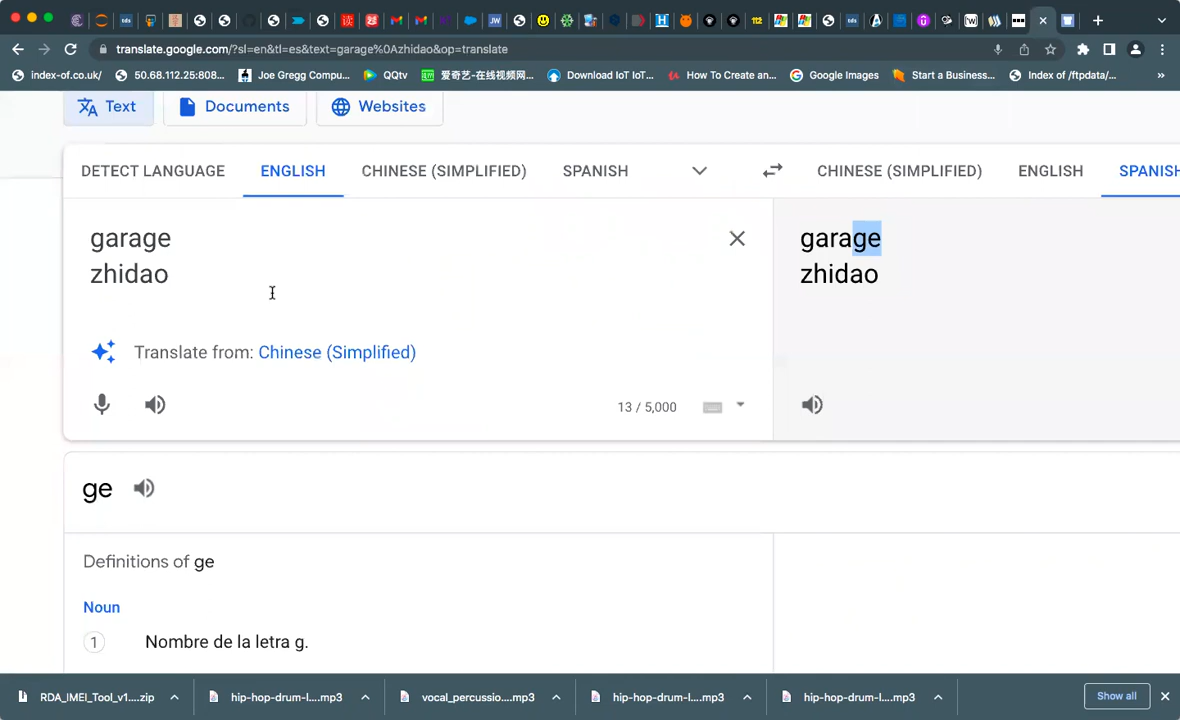 translate.google.com/?sl=en&tl=es&text=garage%0Azhidao&op=translate
index-of.co.uk/ 50.68.112.25:808... Joe Gregg Compu... QQtv 爱奇艺-在线视频网... Download IoT IoT... How To Create an... Google Images Start a Business... Index of /ftpdata/... »
Text Documents Websites
DETECT LANGUAGE ENGLISH CHINESE (SIMPLIFIED) SPANISH CHINESE (SIMPLIFIED) ENGLISH SPANISH
garage
zhidao
garage
zhidao
Translate from: Chinese (Simplified)
13 / 5,000
ge
Definitions of ge
Noun
1 Nombre de la letra g.
RDA_IMEI_Tool_v1....zip hip-hop-drum-l....mp3 vocal_percussio....mp3 hip-hop-drum-l....mp3 hip-hop-drum-l....mp3 Show all